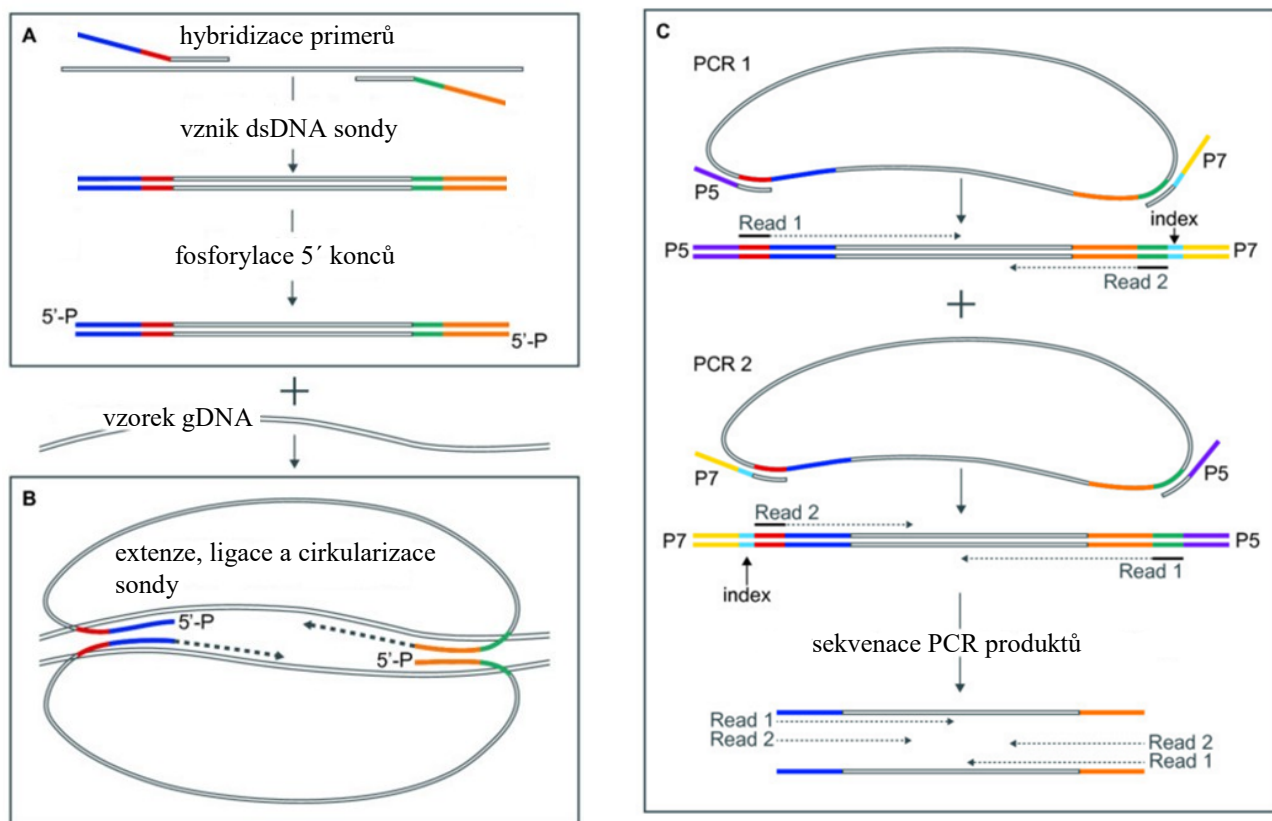 A
hybridizace primerů
vznik dsDNA sondy
fosforylace 5´ konců
5'-P
5'-P
vzorek gDNA
B
extenze, ligace a cirkularizace
sondy
5'-P
5'-P
C
PCR 1
P5
P7
Read 1
index
P5
P7
Read 2
PCR 2
P7
P5
Read 2
P7
P5
Read 1
index
sekvenace PCR produktů
Read 1
Read 2
Read 2
Read 1